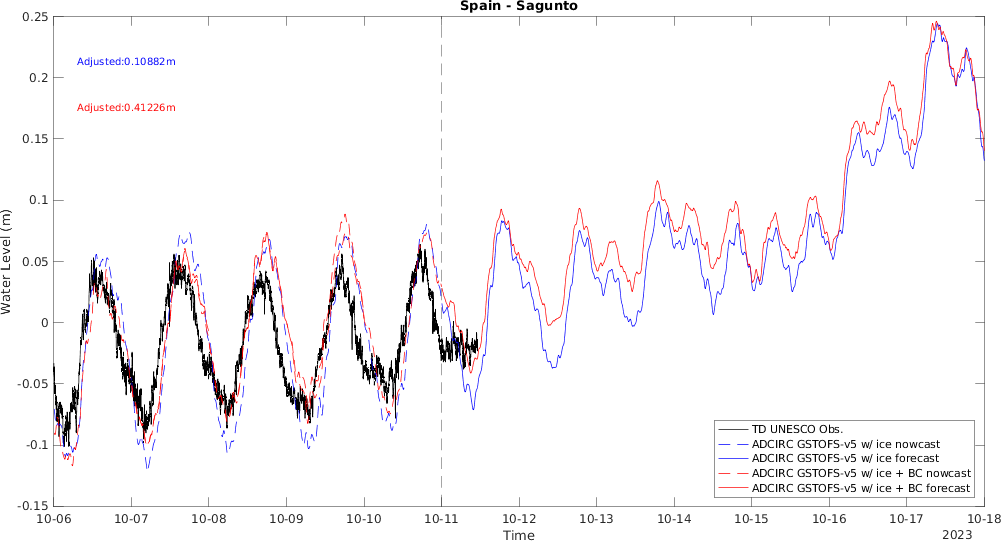 Spain - Sagunto
Water Level (m)
0.25
0.2
0.15
0.1
0.05
0
-0.05
-0.1
-0.15
Adjusted:0.10882m
Adjusted:0.41226m
TD UNESCO Obs.
ADCIRC GSTOFS-v5 w/ ice nowcast
ADCIRC GSTOFS-v5 w/ ice forecast
ADCIRC GSTOFS-v5 w/ ice + BC nowcast
ADCIRC GSTOFS-v5 w/ ice + BC forecast
10-06 10-07 10-08 10-09 10-10 10-11 10-12 10-13 10-14 10-15 10-16 10-17 10-18
Time
2023